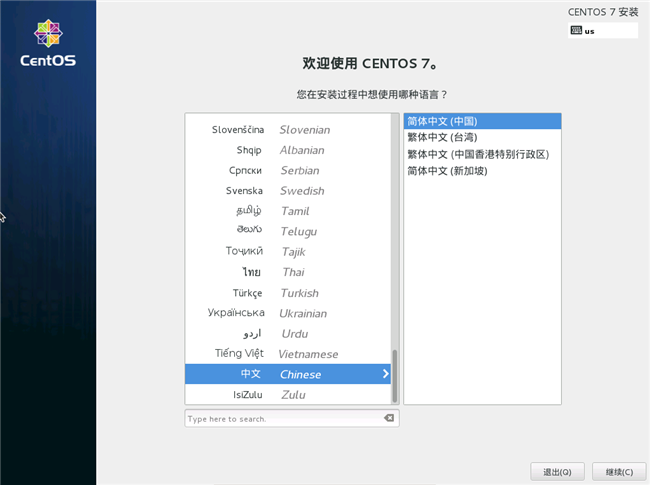 CENTOS 7 安装
us
CentOS
欢迎使用 CENTOS 7。
您在安装过程中想使用哪种语言？
Slovenščina Slovenian
Shqip Albanian
Српски Serbian
Svenska Swedish
தமிழ் Tamil
తెలుగు Telugu
Тоҷикӣ Tajik
ไทย Thai
Türkçe Turkish
Українська Ukrainian
اردو Urdu
Tiếng Việt Vietnamese
中文 Chinese
IsiZulu Zulu
简体中文 (中国)
繁体中文 (台湾)
繁体中文 (中国香港特别行政区)
简体中文 (新加坡)
Type here to search.
退出(Q)
继续(C)